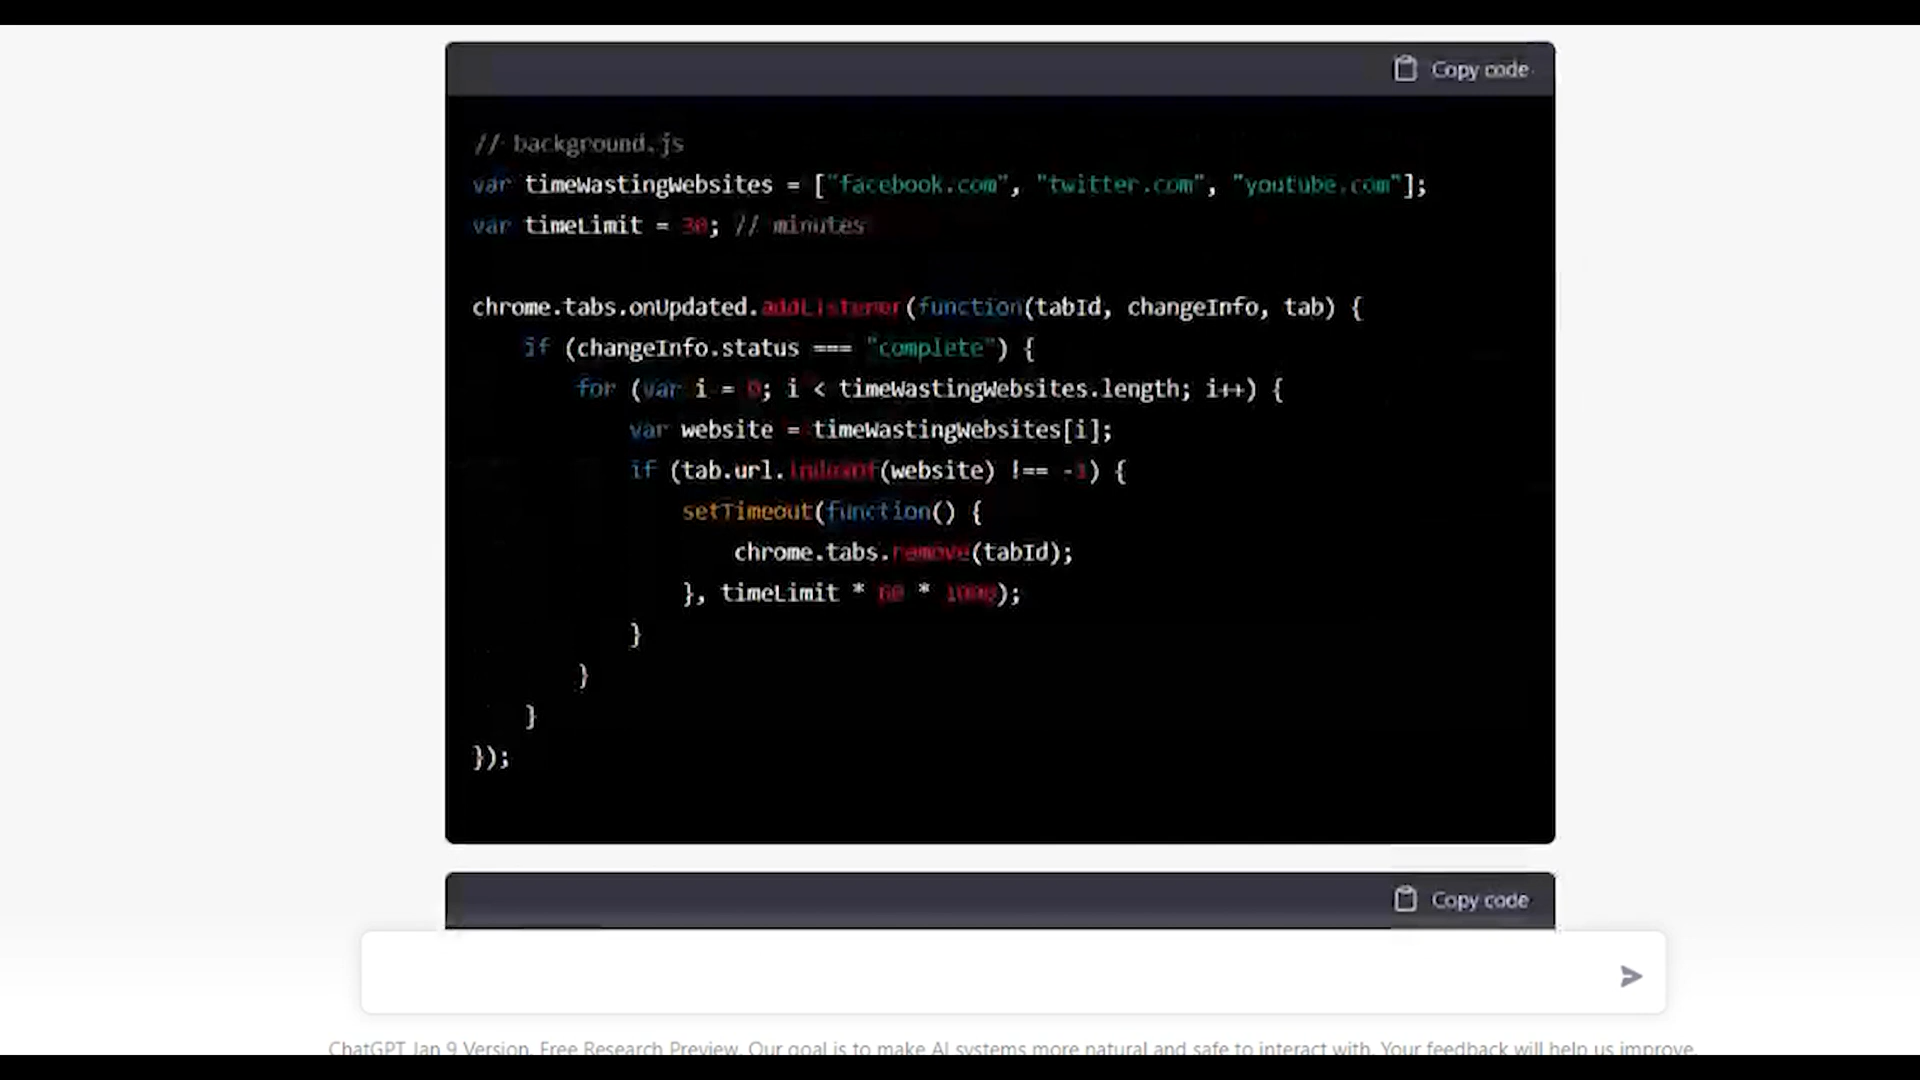 Copy code
// background.js
var timeWastingWebsites = ["facebook.com", "twitter.com", "youtube.com"];
var timeLimit = 30; // minutes
chrome.tabs.onUpdated.addListener(function(tabId, changeInfo, tab) {
    if (changeInfo.status === "complete") {
        for (var i = 0; i < timeWastingWebsites.length; i++) {
            var website = timeWastingWebsites[i];
            if (tab.url.indexOf(website) !== -1) {
                setTimeout(function() {
                    chrome.tabs.remove(tabId);
                }, timeLimit * 60 * 1000);
            }
        }
    }
});
Copy code
ChatGPT Jan 9 Version. Free Research Preview. Our goal is to make AI systems more natural and safe to interact with. Your feedback will help us improve.